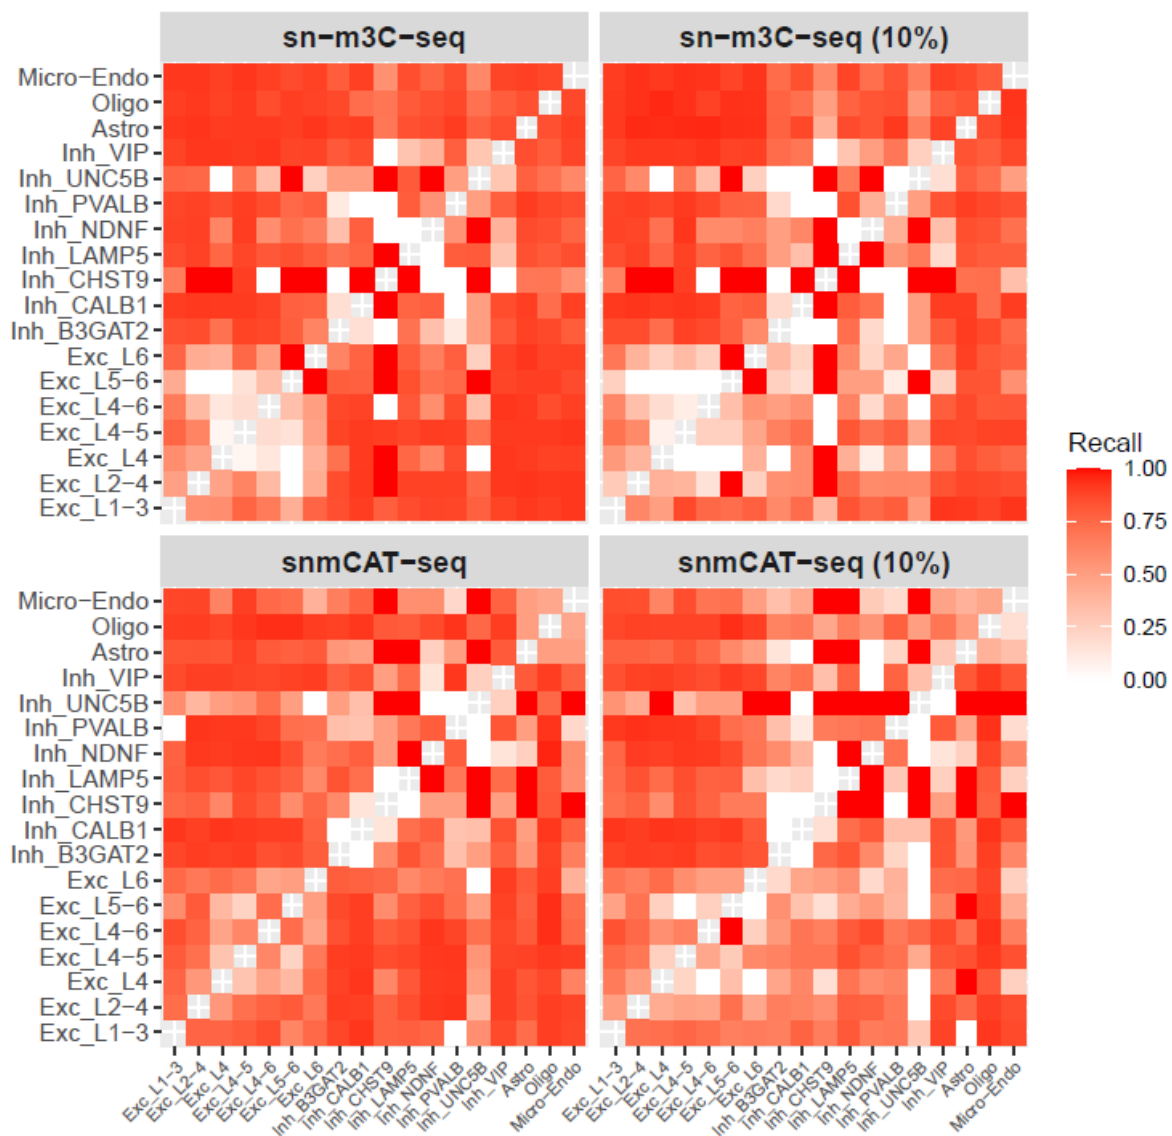 sn-m3C-seq
sn-m3C-seq (10%)
Micro-Endo
Oligo
Astro
Inh_VIP
Inh_UNC5B
Inh_PVALB
Inh_NDNF
Inh_LAMP5
Inh_CHST9
Inh_CALB1
Inh_B3GAT2
Exc_L6
Exc_L5-6
Exc_L4-6
Exc_L4-5
Exc_L4
Exc_L2-4
Exc_L1-3
Recall
1.00
0.75
0.50
0.25
0.00
snmCAT-seq
snmCAT-seq (10%)
Micro-Endo
Oligo
Astro
Inh_VIP
Inh_UNC5B
Inh_PVALB
Inh_NDNF
Inh_LAMP5
Inh_CHST9
Inh_CALB1
Inh_B3GAT2
Exc_L6
Exc_L5-6
Exc_L4-6
Exc_L4-5
Exc_L4
Exc_L2-4
Exc_L1-3
Exc_L1-3
Exc_L2-4
Exc_L4
Exc_L4-5
Exc_L4-6
Exc_L5-6
Exc_L6
Inh_B3GAT2
Inh_CALB1
Inh_CHST9
Inh_LAMP5
Inh_NDNF
Inh_PVALB
Inh_UNC5B
Inh_VIP
Astro
Oligo
Micro-Endo
Exc_L1-3
Exc_L2-4
Exc_L4
Exc_L4-5
Exc_L4-6
Exc_L5-6
Exc_L6
Inh_B3GAT2
Inh_CALB1
Inh_CHST9
Inh_LAMP5
Inh_NDNF
Inh_PVALB
Inh_UNC5B
Inh_VIP
Astro
Oligo
Micro-Endo